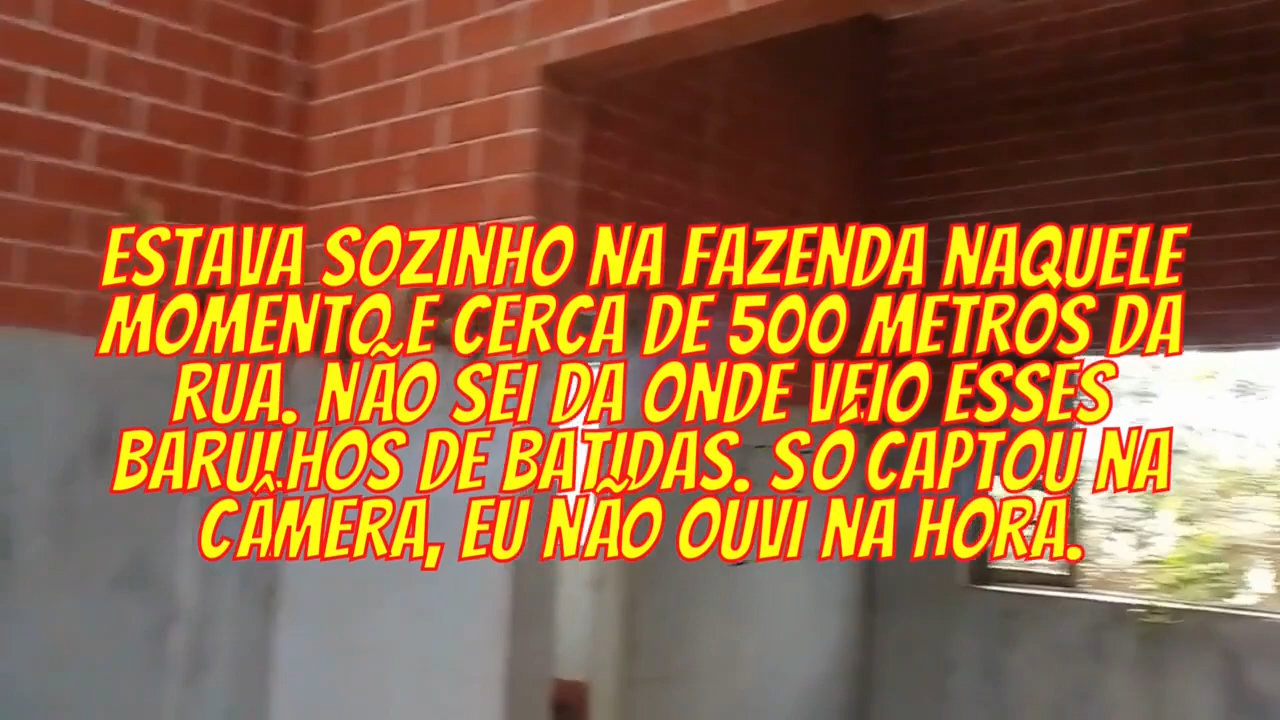 ESTAVA SOZINHO NA FAZENDA NAQUELE
MOMENTO E CERCA DE 500 METROS DA
RUA. NÃO SEI DA ONDE VEIO ESSES
BARULHOS DE BATIDAS. SÓ CAPTOU NA
CÂMERA, EU NÃO OUVI NA HORA.